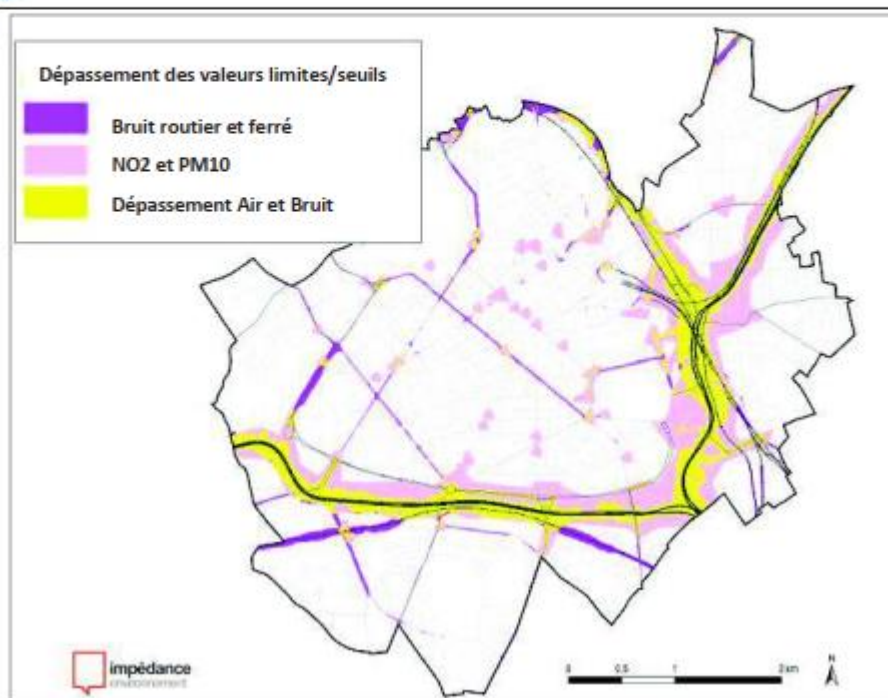 Dépassement des valeurs limites/seuils
Bruit routier et ferré
NO2 et PM10
Dépassement Air et Bruit
impédance
environnement
0 0.5 1 2 km
N